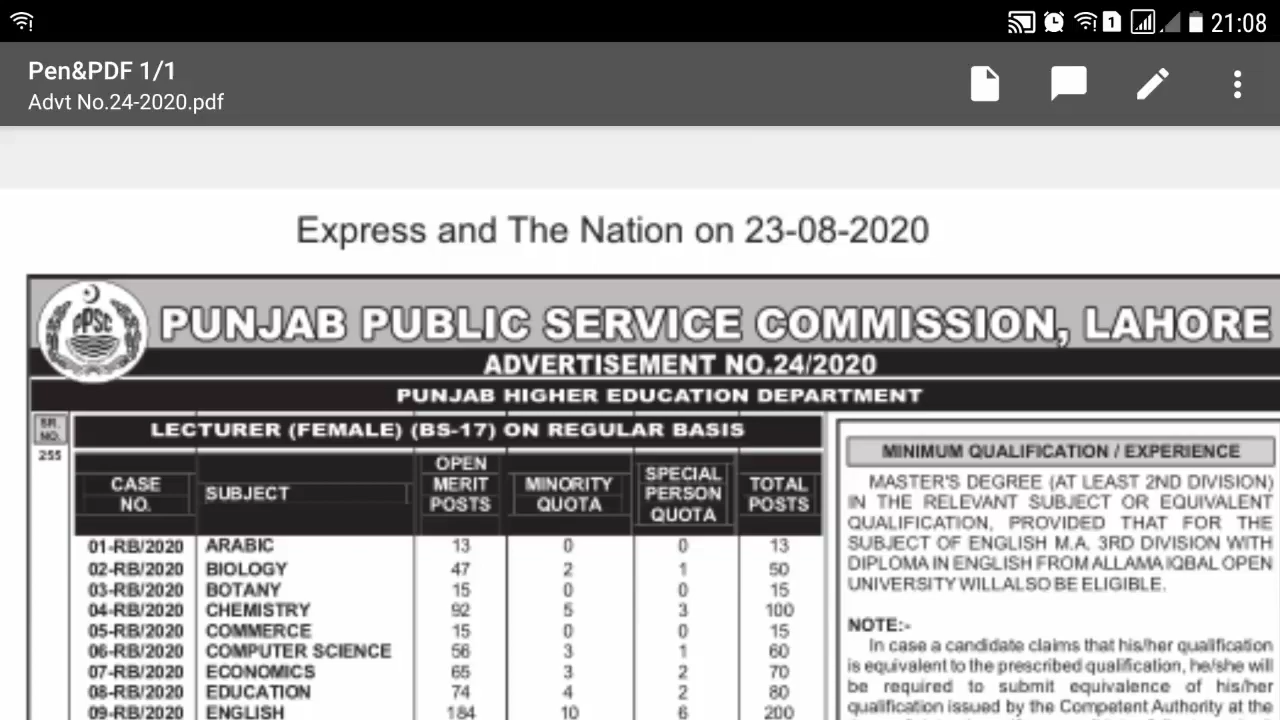 21:08
Pen&PDF 1/1
Advt No.24-2020.pdf
Express and The Nation on 23-08-2020
PPSC
PUNJAB PUBLIC SERVICE COMMISSION, LAHORE
ADVERTISEMENT NO.24/2020
PUNJAB HIGHER EDUCATION DEPARTMENT
SR. NO.
255
LECTURER (FEMALE) (BS-17) ON REGULAR BASIS
CASE NO. SUBJECT OPEN MERIT POSTS MINORITY QUOTA SPECIAL PERSON QUOTA TOTAL POSTS
01-RB/2020 ARABIC 13 0 0 13
02-RB/2020 BIOLOGY 47 2 1 50
03-RB/2020 BOTANY 15 0 0 15
04-RB/2020 CHEMISTRY 92 5 3 100
05-RB/2020 COMMERCE 15 0 0 15
06-RB/2020 COMPUTER SCIENCE 56 3 1 60
07-RB/2020 ECONOMICS 65 3 2 70
08-RB/2020 EDUCATION 74 4 2 80
09-RB/2020 ENGLISH 184 10 6 200
MINIMUM QUALIFICATION / EXPERIENCE
MASTER'S DEGREE (AT LEAST 2ND DIVISION)
IN THE RELEVANT SUBJECT OR EQUIVALENT
QUALIFICATION, PROVIDED THAT FOR THE
SUBJECT OF ENGLISH M.A. 3RD DIVISION WITH
DIPLOMA IN ENGLISH FROM ALLAMA IQBAL OPEN
UNIVERSITY WILL ALSO BE ELIGIBLE.
NOTE:-
In case a candidate claims that his/her qualification
is equivalent to the prescribed qualification, he/she will
be required to submit equivalence of his/her
qualification issued by the Competent Authority at the